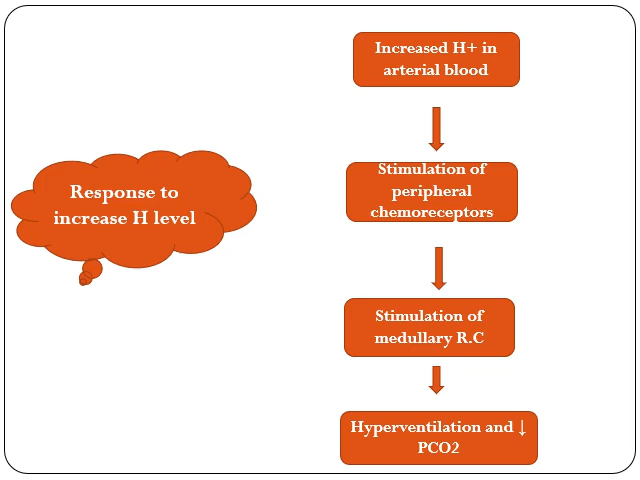 Response to
increase H level
Increased H+ in
arterial blood
Stimulation of
peripheral
chemoreceptors
Stimulation of
medullary R.C
Hyperventilation and ↓
PCO2